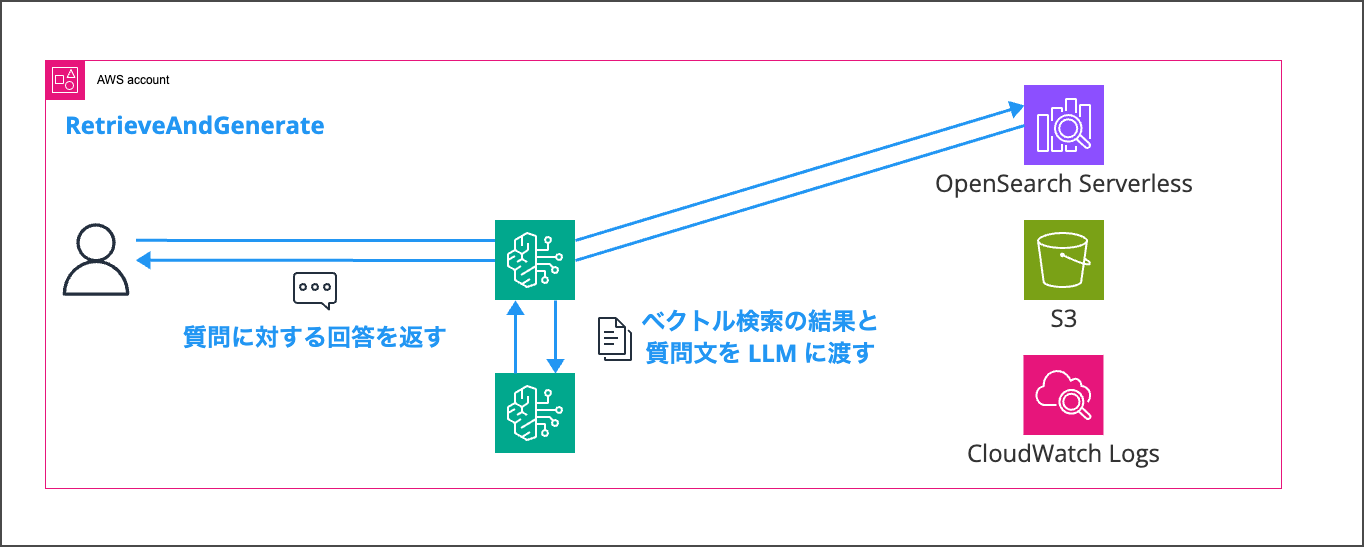 AWS account
RetrieveAndGenerate
OpenSearch Serverless
S3
質問に対する回答を返す
ベクトル検索の結果と
質問文を LLM に渡す
CloudWatch Logs